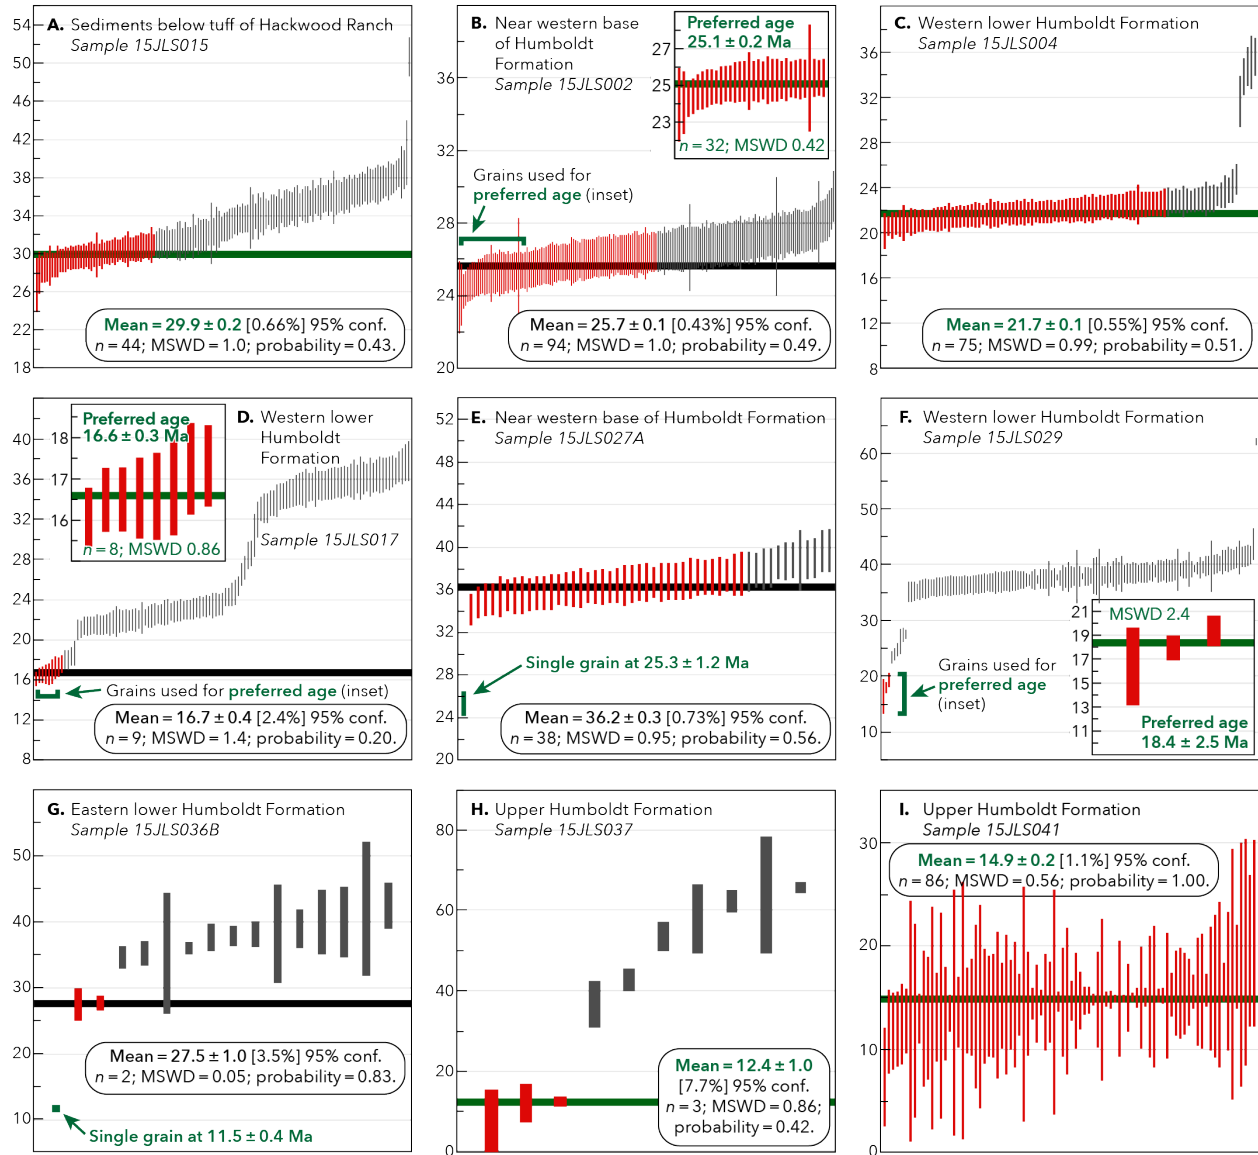 A. Sediments below tuff of Hackwood Ranch
Sample 15JLS015
54
50
46
42
38
34
30
26
22
18
Mean = 29.9 ± 0.2 [0.66%] 95% conf.
n = 44; MSWD = 1.0; probability = 0.43.
B. Near western base
of Humboldt
Formation
Sample 15JLS002
36
32
28
24
20
Preferred age
25.1 ± 0.2 Ma
27
25
23
n = 32; MSWD 0.42
Grains used for
preferred age (inset)
Mean = 25.7 ± 0.1 [0.43%] 95% conf.
n = 94; MSWD = 1.0; probability = 0.49.
C. Western lower Humboldt Formation
Sample 15JLS004
36
32
28
24
20
16
12
8
Mean = 21.7 ± 0.1 [0.55%] 95% conf.
n = 75; MSWD = 0.99; probability = 0.51.
D. Western lower
Humboldt
Formation
Sample 15JLS017
40
36
32
28
24
20
16
12
8
Preferred age
16.6 ± 0.3 Ma
18
17
16
n = 8; MSWD 0.86
Grains used for preferred age (inset)
Mean = 16.7 ± 0.4 [2.4%] 95% conf.
n = 9; MSWD = 1.4; probability = 0.20.
E. Near western base of Humboldt Formation
Sample 15JLS027A
52
48
44
40
36
32
28
24
20
Single grain at 25.3 ± 1.2 Ma
Mean = 36.2 ± 0.3 [0.73%] 95% conf.
n = 38; MSWD = 0.95; probability = 0.56.
F. Western lower Humboldt Formation
Sample 15JLS029
60
50
40
30
20
10
Grains used for
preferred age
(inset)
MSWD 2.4
21
19
17
15
13
11
Preferred age
18.4 ± 2.5 Ma
G. Eastern lower Humboldt Formation
Sample 15JLS036B
50
40
30
20
10
Mean = 27.5 ± 1.0 [3.5%] 95% conf.
n = 2; MSWD = 0.05; probability = 0.83.
Single grain at 11.5 ± 0.4 Ma
H. Upper Humboldt Formation
Sample 15JLS037
80
60
40
20
0
Mean = 12.4 ± 1.0
[7.7%] 95% conf.
n = 3; MSWD = 0.86;
probability = 0.42.
I. Upper Humboldt Formation
Sample 15JLS041
30
20
10
0
Mean = 14.9 ± 0.2 [1.1%] 95% conf.
n = 86; MSWD = 0.56; probability = 1.00.